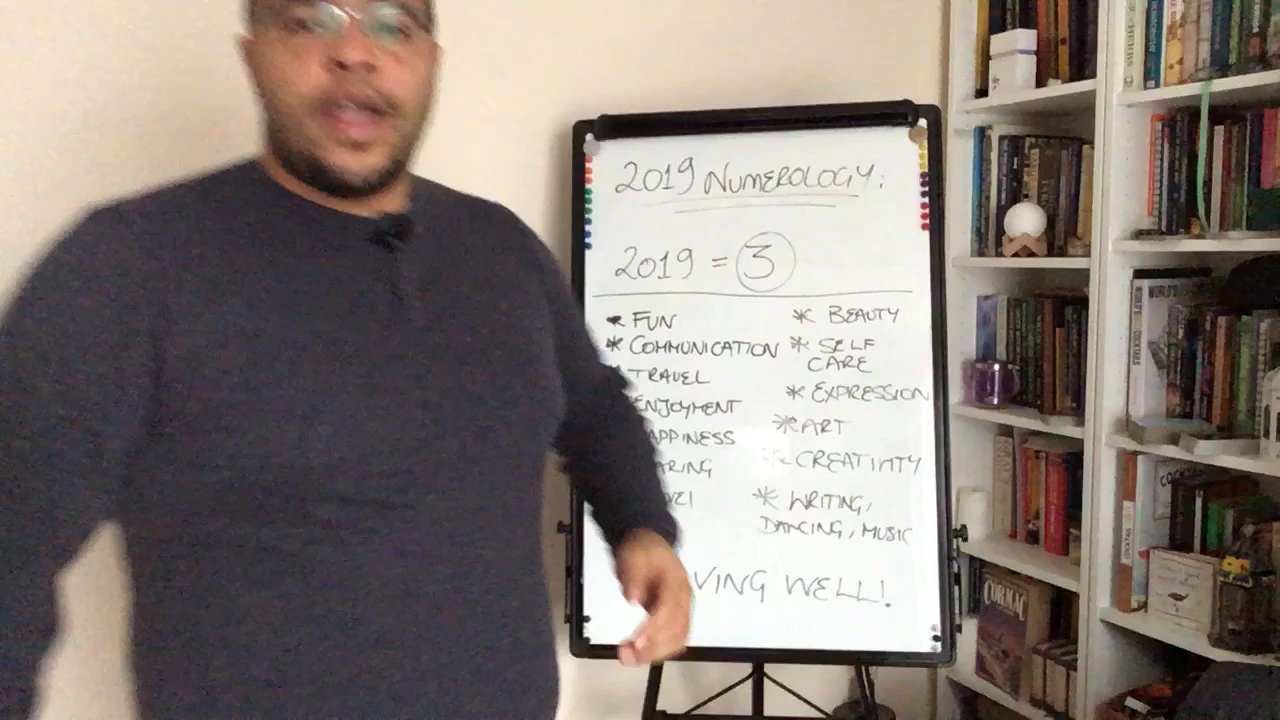 2019 NUMEROLOGY:
2019 = 3
* FUN
* COMMUNICATION
TRAVEL
ENJOYMENT
APPINESS
ARING
* BEAUTY
* SELF
CARE
* EXPRESSION
* ART
* CREATIVITY
* WRITING,
DANCING, MUSIC
VING WELL!
CORMAC